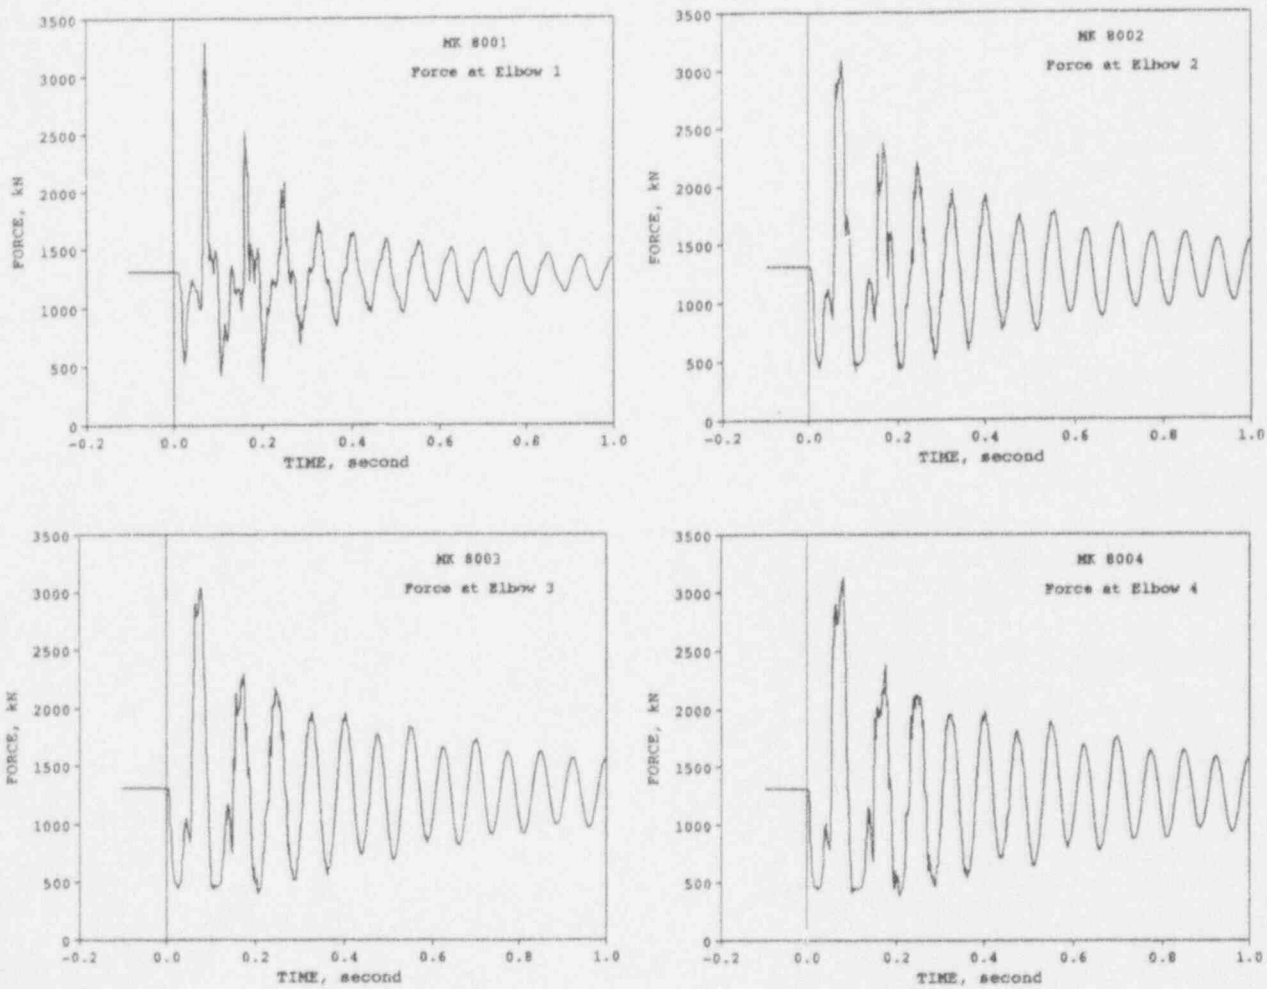 3500
3000
2500
2000
1500
1000
500
0
FORCE, kN
MK 8001
Force at Elbow 1
-0.2 0.0 0.2 0.4 0.6 0.8 1.0
TIME, second
3500
3000
2500
2000
1500
1000
500
0
FORCE, kN
MK 8002
Force at Elbow 2
-0.2 0.0 0.2 0.4 0.6 0.8 1.0
TIME, second
3500
3000
2500
2000
1500
1000
500
0
FORCE, kN
MK 8003
Force at Elbow 3
-0.2 0.0 0.2 0.4 0.6 0.8 1.0
TIME, second
3500
3000
2500
2000
1500
1000
500
0
FORCE, kN
MK 8004
Force at Elbow 4
-0.2 0.0 0.2 0.4 0.6 0.8 1.0
TIME, second